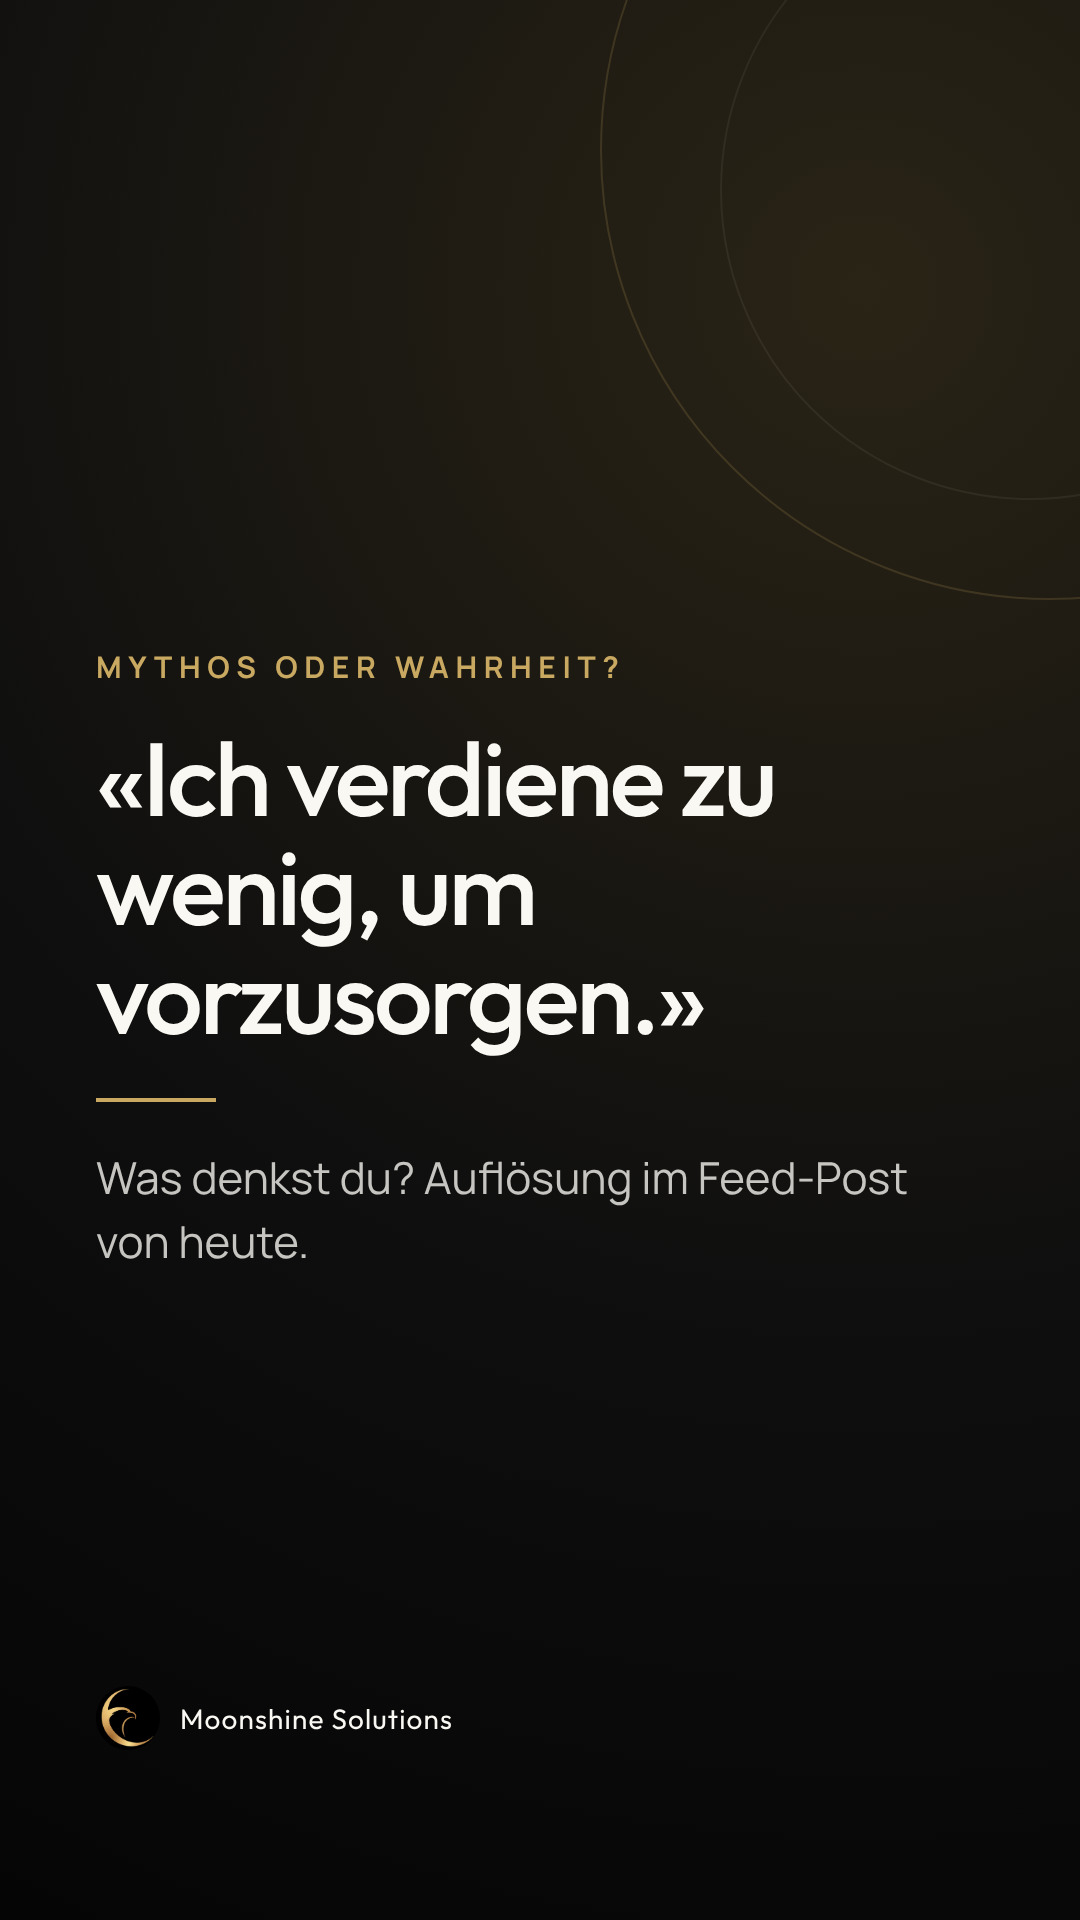 MYTHOS ODER WAHRHEIT?
«Ich verdiene zu
wenig, um
vorzusorgen.»
Was denkst du? Auflösung im Feed-Post
von heute.
Moonshine Solutions